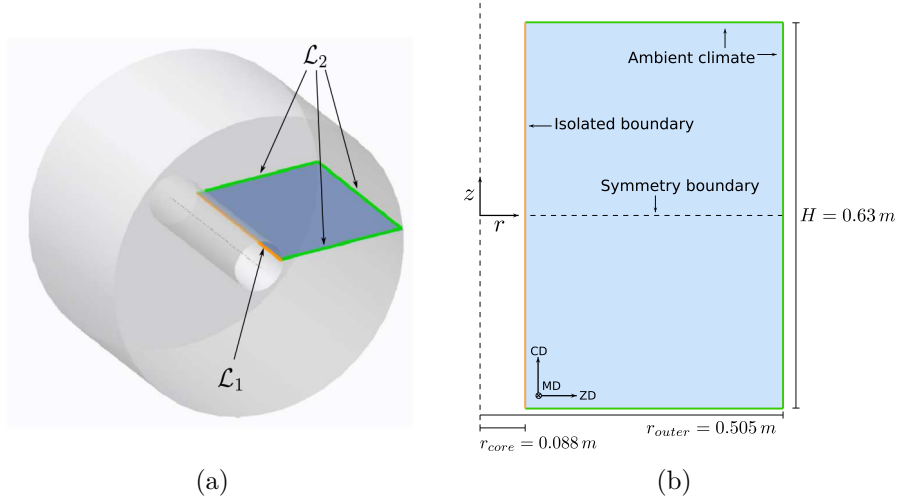 ℒ₂
ℒ₁
(a)
Ambient climate
Isolated boundary
Symmetry boundary
z
r
H = 0.63 m
CD
MD
ZD
r_outer = 0.505 m
r_core = 0.088 m
(b)